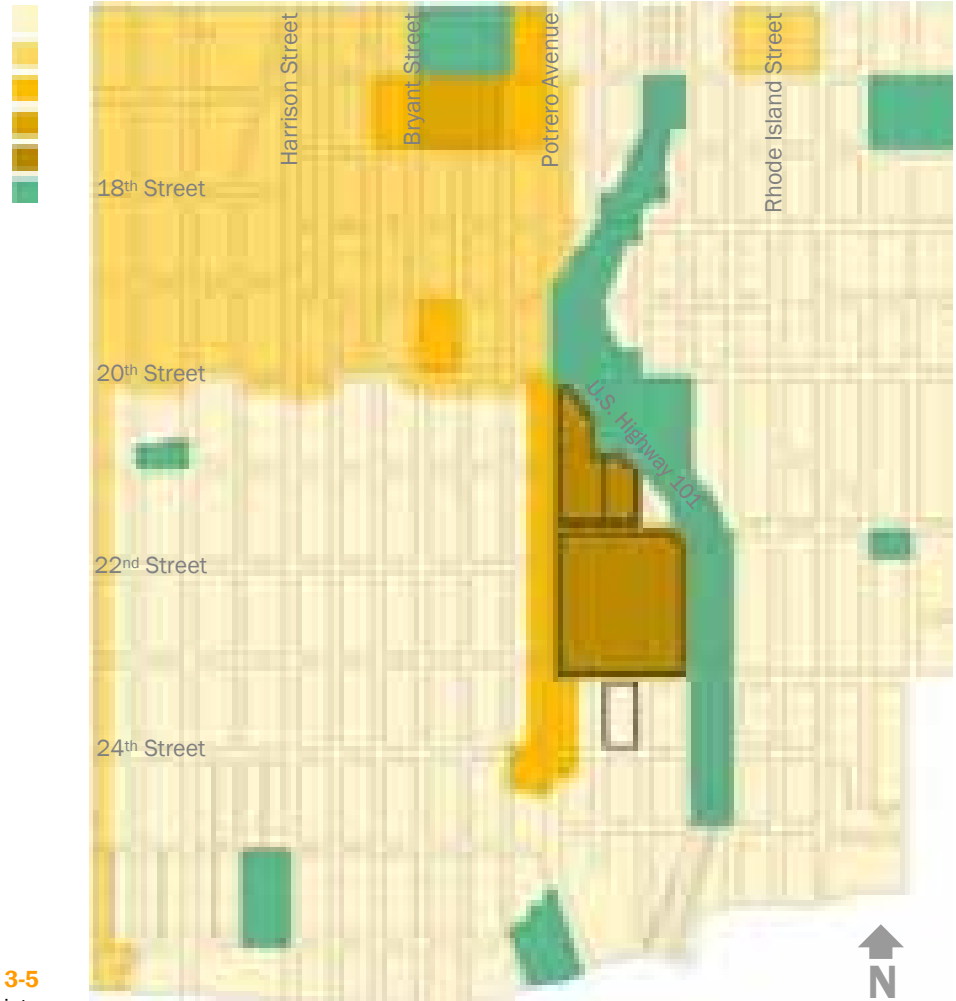 Harrison Street
Bryant Street
Potrero Avenue
Rhode Island Street
18th Street
20th Street
U.S. Highway 101
22nd Street
24th Street
3-5
N